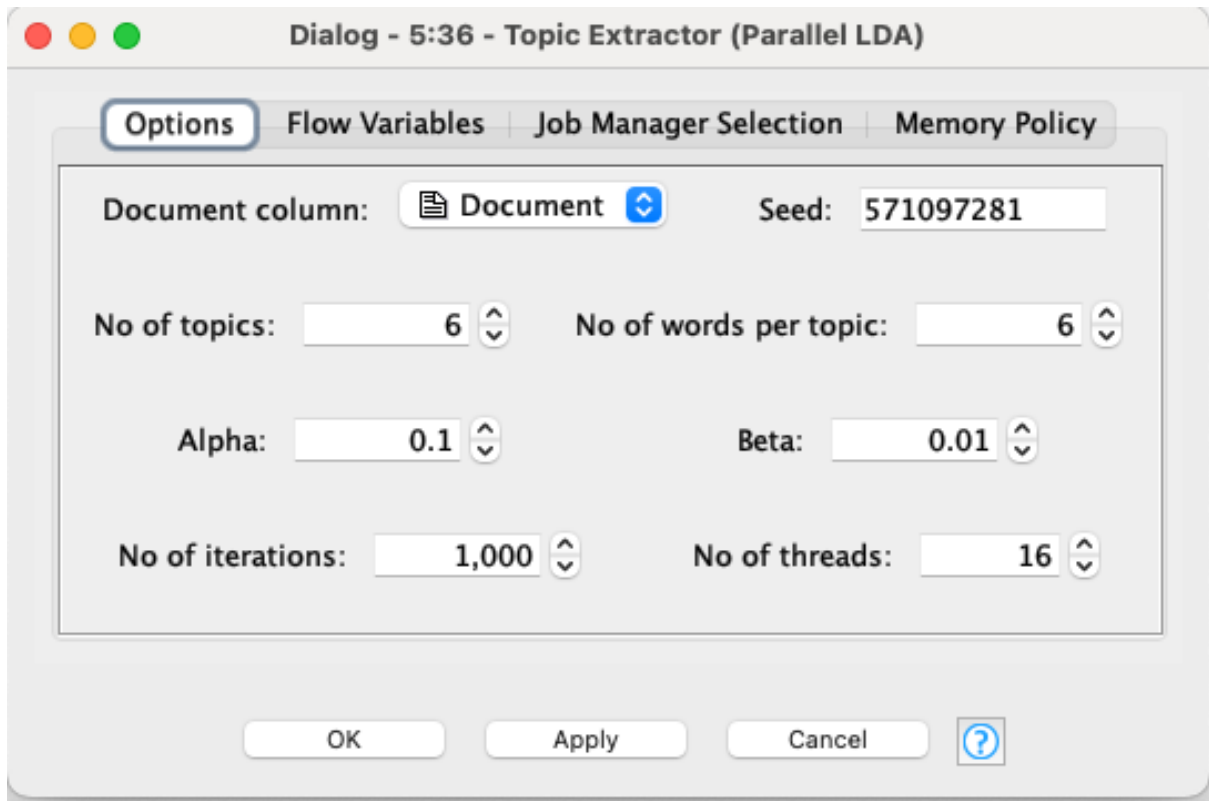 Dialog - 5:36 - Topic Extractor (Parallel LDA)
Options Flow Variables Job Manager Selection Memory Policy
Document column: Document Seed: 571097281
No of topics: 6 No of words per topic: 6
Alpha: 0.1 Beta: 0.01
No of iterations: 1,000 No of threads: 16
OK Apply Cancel ?